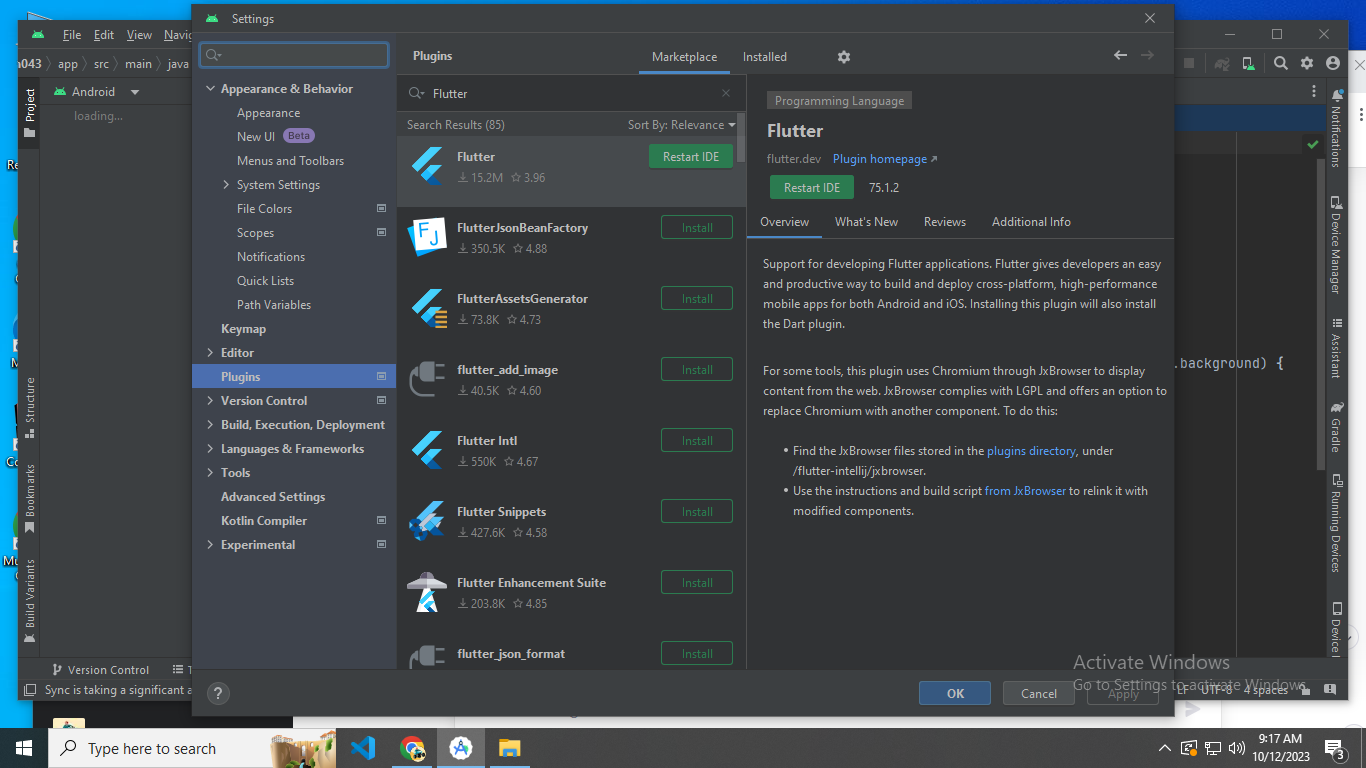 Settings
File Edit View Navig
043 app src main java
Project
Android
loading...
Structure
Bookmarks
Build Variants
Version Control
Sync is taking a significant a
Appearance & Behavior
Appearance
New UI Beta
Menus and Toolbars
System Settings
File Colors
Scopes
Notifications
Quick Lists
Path Variables
Keymap
Editor
Plugins
Version Control
Build, Execution, Deployment
Languages & Frameworks
Tools
Advanced Settings
Kotlin Compiler
Experimental
?
Plugins
Marketplace
Installed
Flutter
Search Results (85)
Sort By: Relevance
Flutter
Restart IDE
15.2M 3.96
FlutterJsonBeanFactory
Install
350.5K 4.88
FJ
FlutterAssetsGenerator
Install
73.8K 4.73
flutter_add_image
Install
40.5K 4.60
Flutter Intl
Install
550K 4.67
Flutter Snippets
Install
427.6K 4.58
Flutter Enhancement Suite
Install
203.8K 4.85
flutter_json_format
Install
Programming Language
Flutter
flutter.dev Plugin homepage
Restart IDE 75.1.2
Overview What's New Reviews Additional Info
Support for developing Flutter applications. Flutter gives developers an easy
and productive way to build and deploy cross-platform, high-performance
mobile apps for both Android and iOS. Installing this plugin will also install
the Dart plugin.
For some tools, this plugin uses Chromium through JxBrowser to display
content from the web. JxBrowser complies with LGPL and offers an option to
replace Chromium with another component. To do this:
• Find the JxBrowser files stored in the plugins directory, under
/flutter-intellij/jxbrowser.
• Use the instructions and build script from JxBrowser to relink it with
modified components.
OK Cancel Apply
.background) {
Notifications
Device Manager
Assistant
Gradle
Running Devices
Device
LF UTF-8 4 spaces
Activate Windows
Go to Settings to activate Windows.
Type here to search
9:17 AM
10/12/2023
3